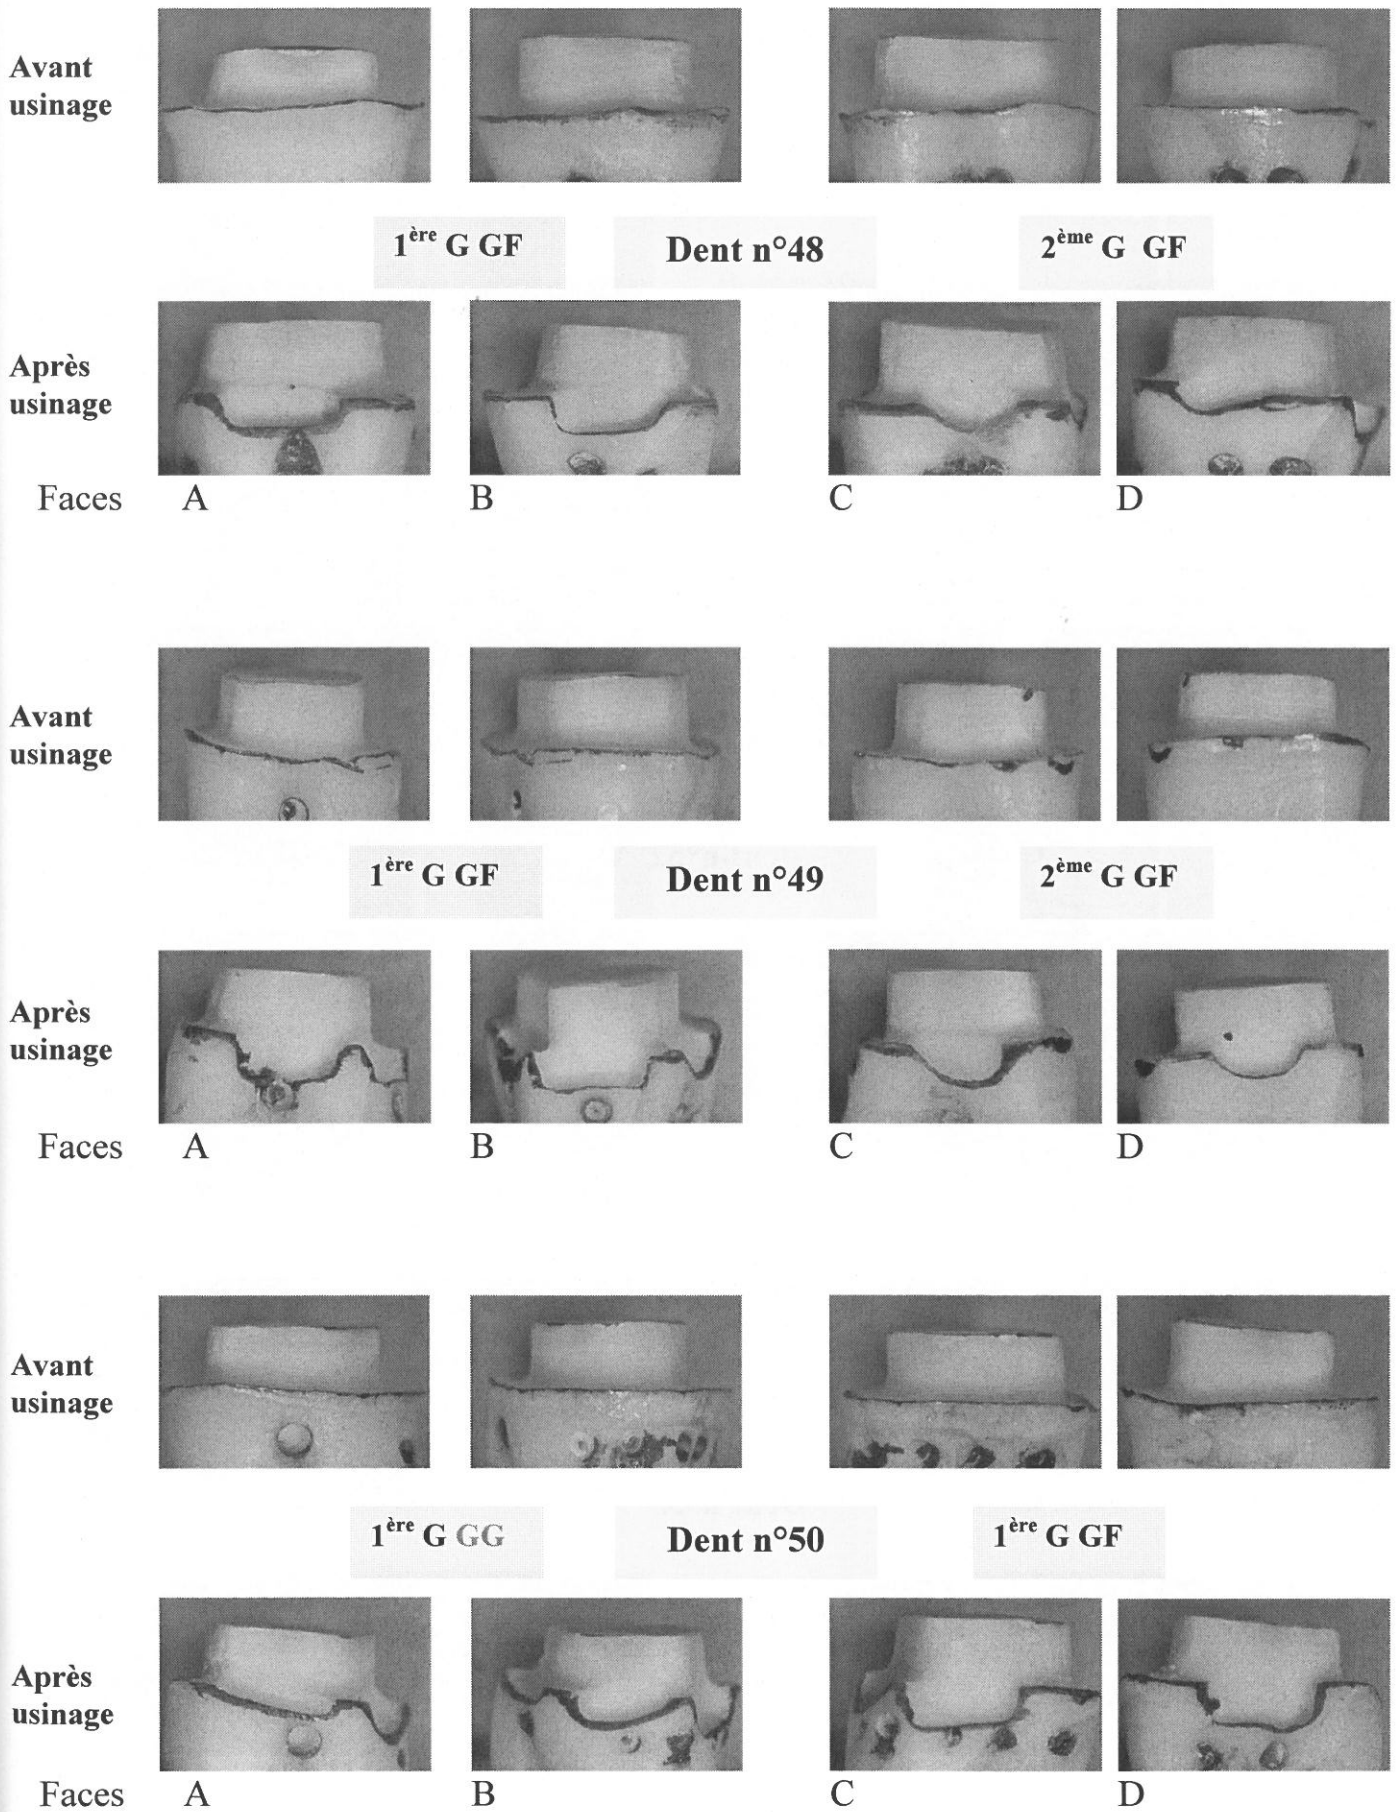 Avant
usinage
1ère G GF Dent n°48 2ème G GF
Après
usinage
Faces A B C D
Avant
usinage
1ère G GF Dent n°49 2ème G GF
Après
usinage
Faces A B C D
Avant
usinage
1ère G GG Dent n°50 1ère G GF
Après
usinage
Faces A B C D